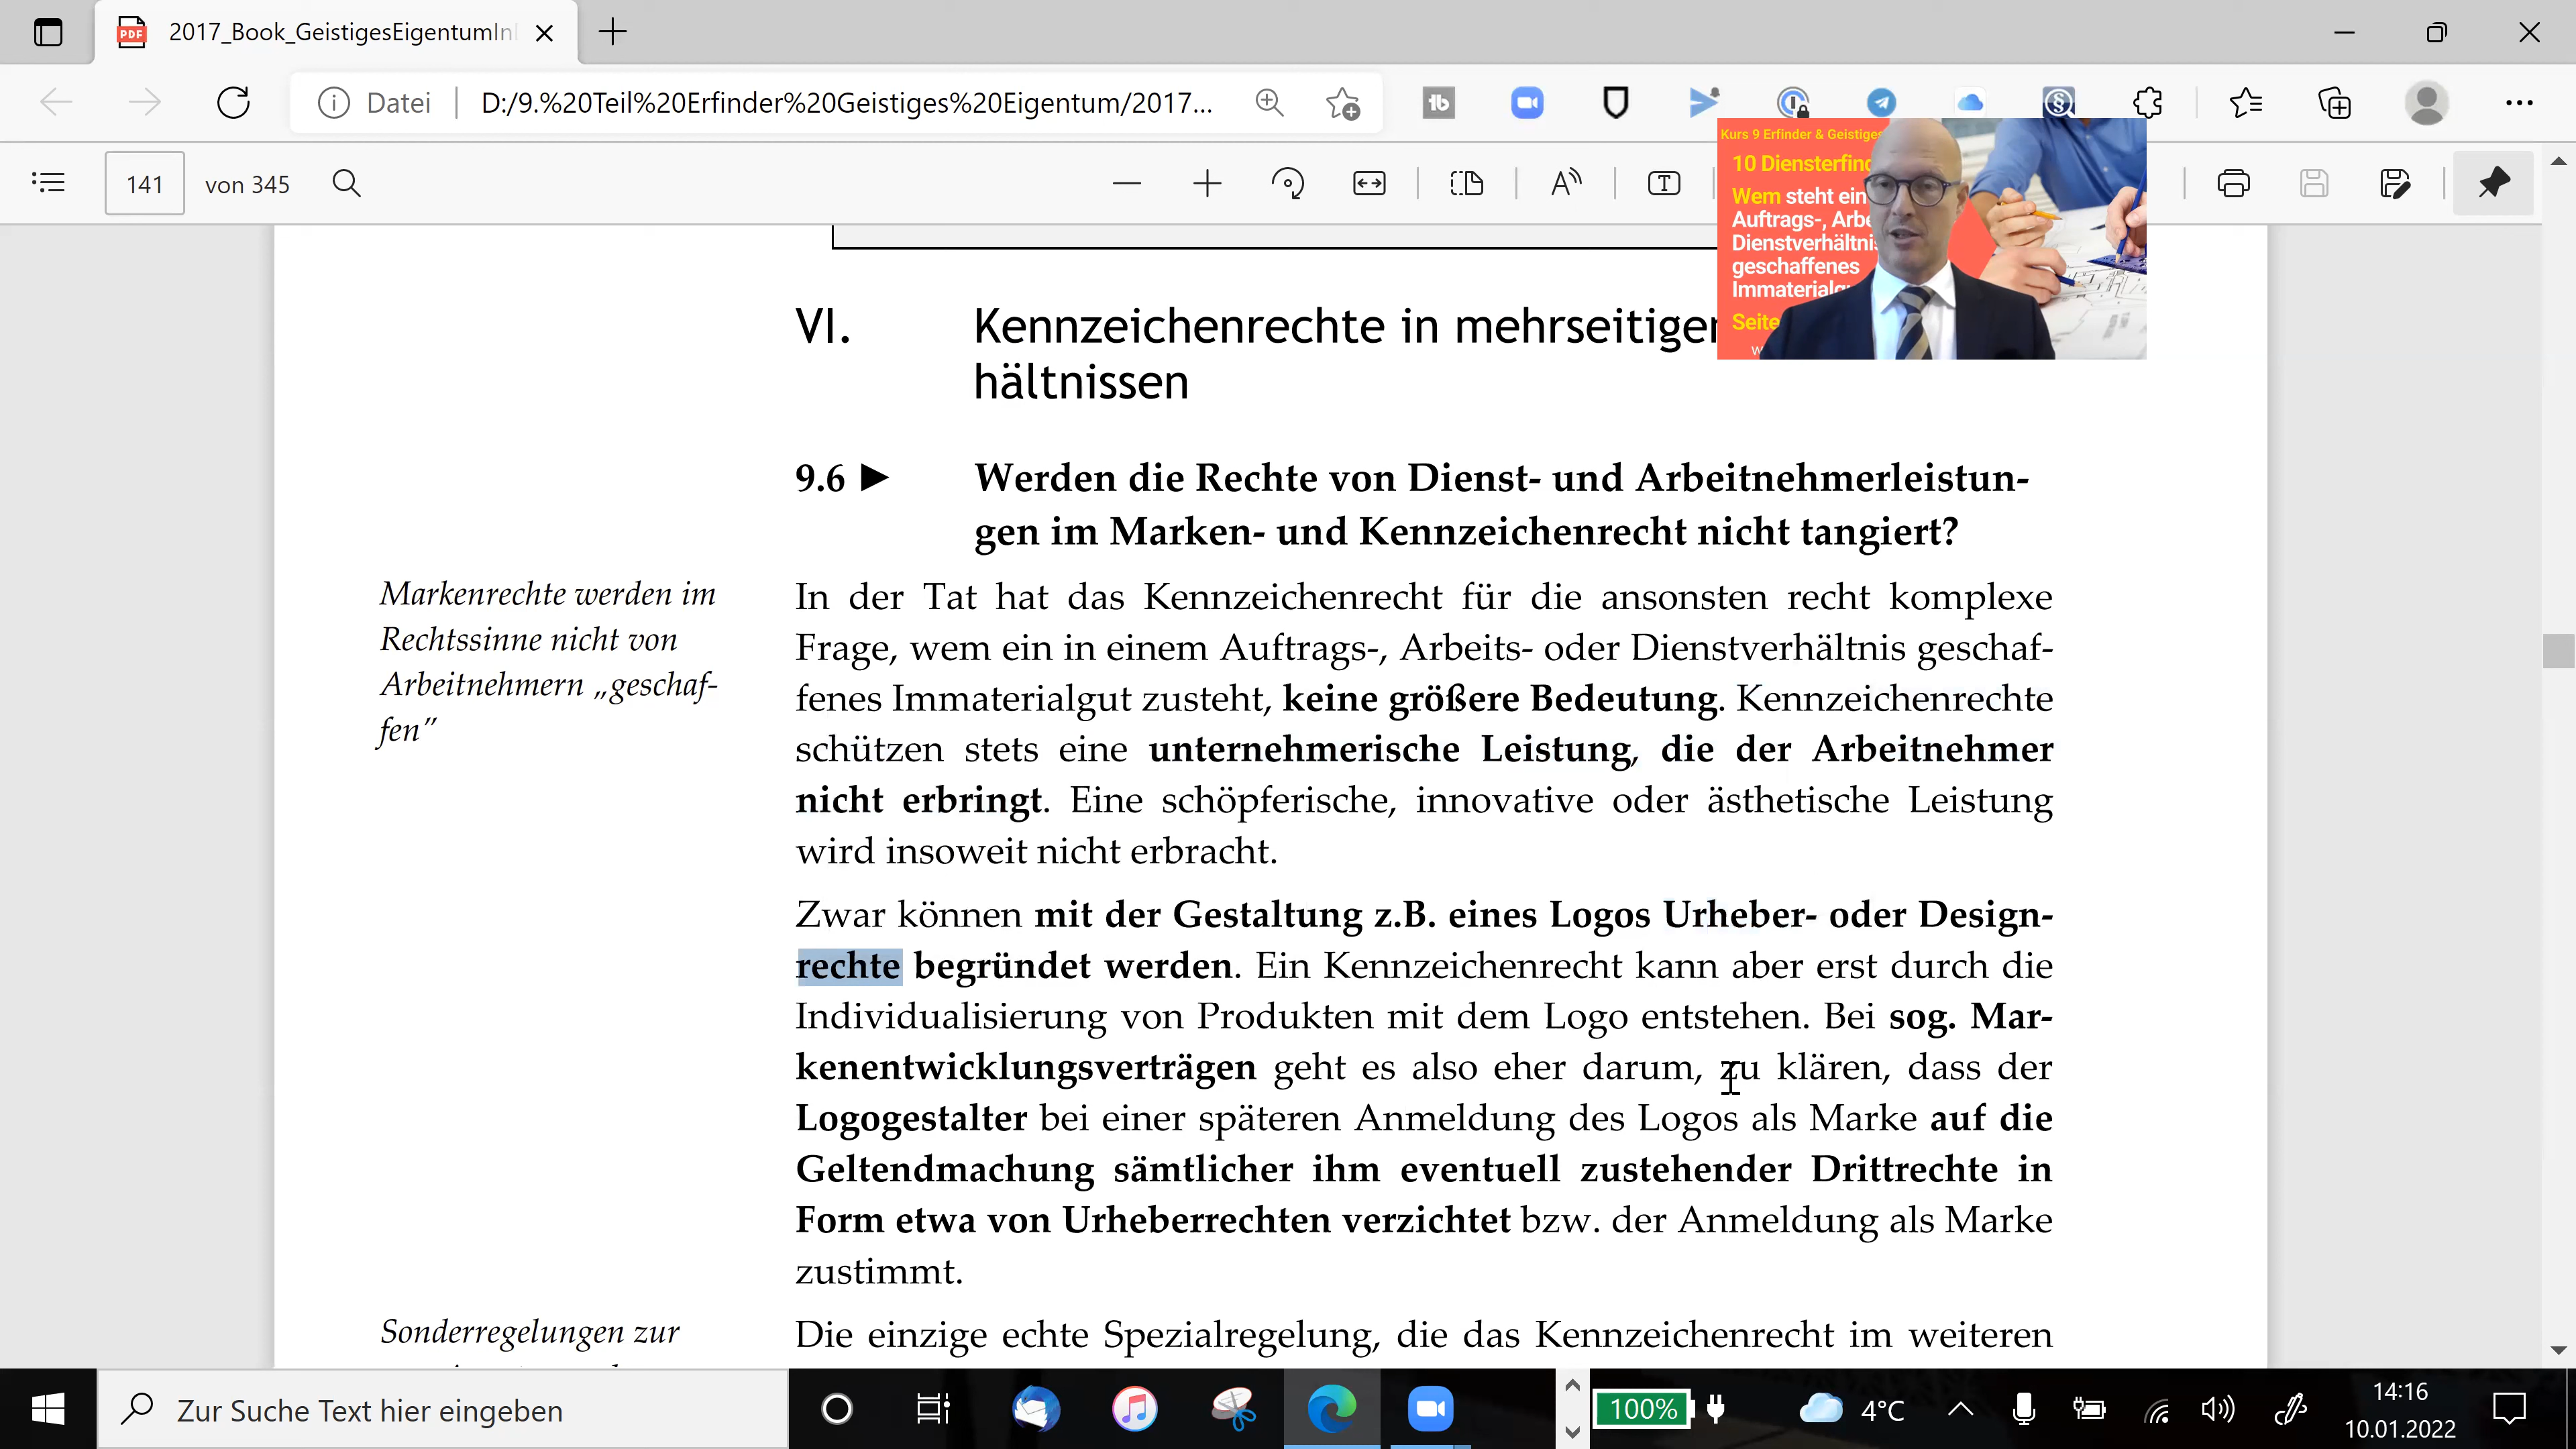 2017_Book_GeistigesEigentumIn
Datei
D:/9.%20Teil%20Erfinder%20Geistiges%20Eigentum/2017...
141
von 345
Kurs 9 Erfinder & Geistiges
10 Diensterfind
Wem steht ein
Auftrags-, Arbe
Dienstverhältnis
geschaffenes
Immaterialgu
Seite
VI.
Kennzeichenrechte in mehrseitigen
hältnissen
9.6 ►
Werden die Rechte von Dienst- und Arbeitnehmerleistun-
gen im Marken- und Kennzeichenrecht nicht tangiert?
Markenrechte werden im
Rechtssinne nicht von
Arbeitnehmern „geschaf-
fen”
In der Tat hat das Kennzeichenrecht für die ansonsten recht komplexe
Frage, wem ein in einem Auftrags-, Arbeits- oder Dienstverhältnis geschaf-
fenes Immaterialgut zusteht, keine größere Bedeutung. Kennzeichenrechte
schützen stets eine unternehmerische Leistung, die der Arbeitnehmer
nicht erbringt. Eine schöpferische, innovative oder ästhetische Leistung
wird insoweit nicht erbracht.
Zwar können mit der Gestaltung z.B. eines Logos Urheber- oder Design-
rechte begründet werden. Ein Kennzeichenrecht kann aber erst durch die
Individualisierung von Produkten mit dem Logo entstehen. Bei sog. Mar-
kenentwicklungsverträgen geht es also eher darum, zu klären, dass der
Logogestalter bei einer späteren Anmeldung des Logos als Marke auf die
Geltendmachung sämtlicher ihm eventuell zustehender Drittrechte in
Form etwa von Urheberrechten verzichtet bzw. der Anmeldung als Marke
zustimmt.
Sonderregelungen zur
Die einzige echte Spezialregelung, die das Kennzeichenrecht im weiteren
Zur Suche Text hier eingeben
100%
4°C
14:16
10.01.2022